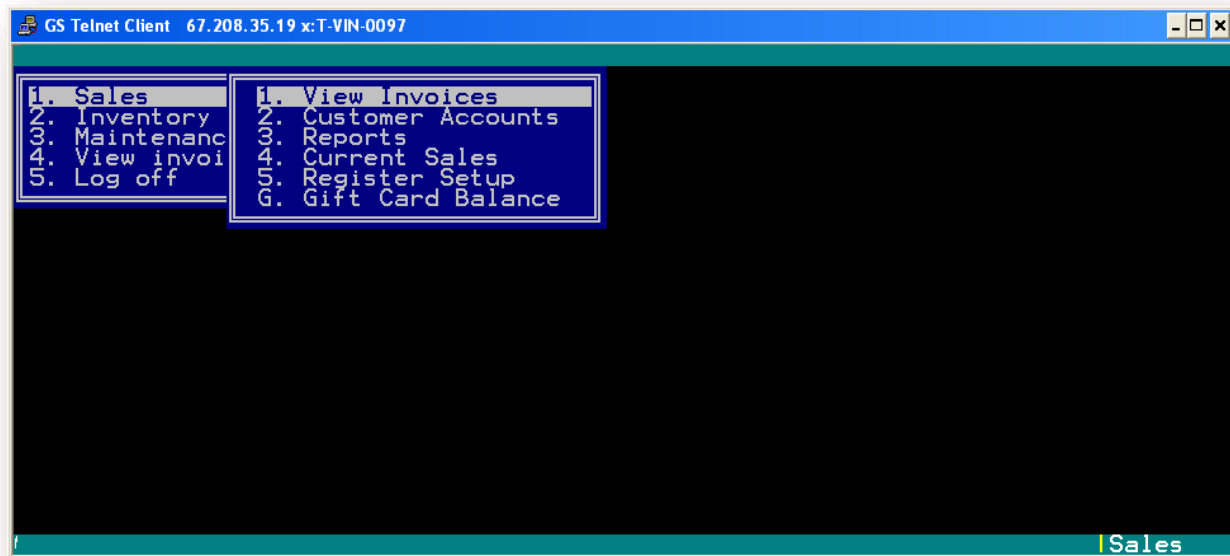 GS Telnet Client 67.208.35.19 x:T-VIN-0097
1. Sales
2. Inventory
3. Maintenanc
4. View invoi
5. Log off
1. View Invoices
2. Customer Accounts
3. Reports
4. Current Sales
5. Register Setup
G. Gift Card Balance
Sales